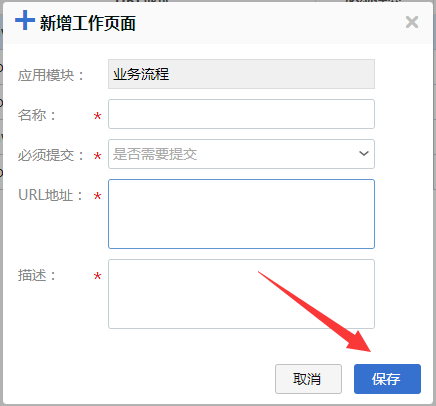 新增工作页面
应用模块：
业务流程
名称：
*
必须提交：
*
是否需要提交
URL地址：
*
描述：
*
取消
保存